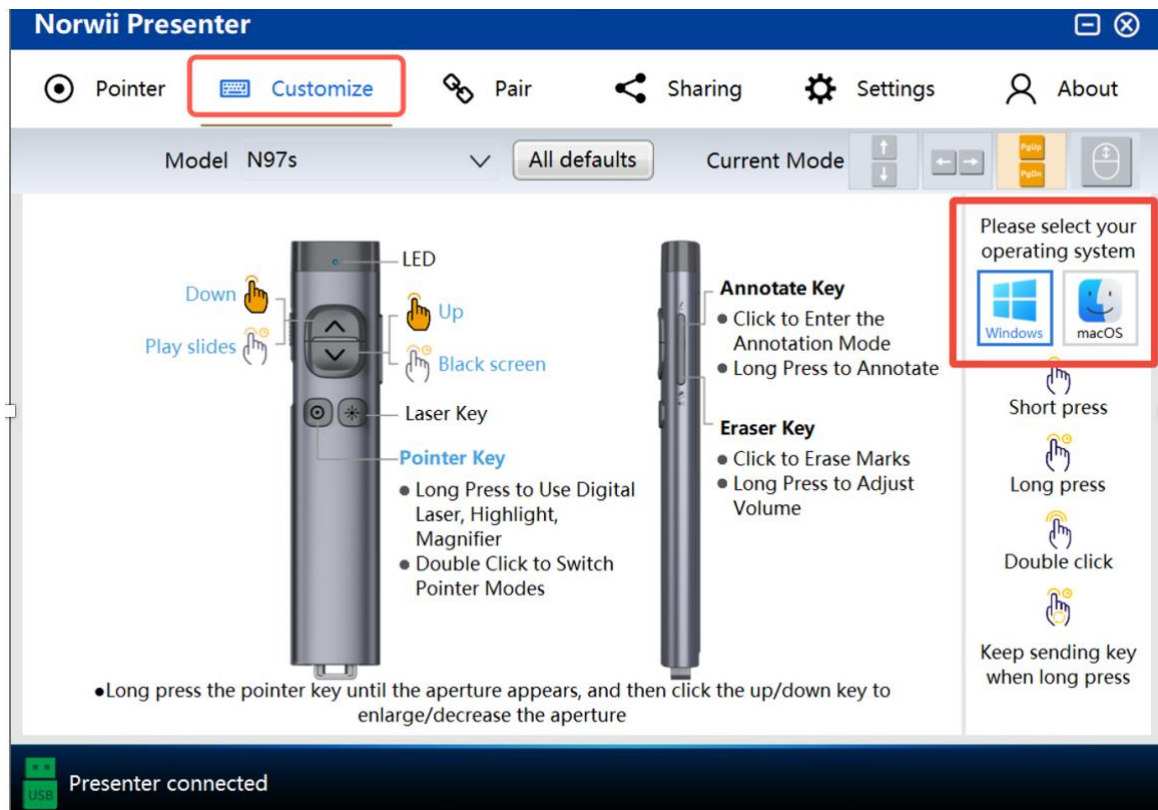 Norwii Presenter
Pointer
Customize
Pair
Sharing
Settings
About
Model N97s
All defaults
Current Mode
PgUp
PgDn
LED
Down
Play slides
Up
Black screen
Laser Key
Pointer Key
● Long Press to Use Digital
Laser, Highlight,
Magnifier
● Double Click to Switch
Pointer Modes
Annotate Key
● Click to Enter the
Annotation Mode
● Long Press to Annotate
Eraser Key
● Click to Erase Marks
● Long Press to Adjust
Volume
Please select your
operating system
Windows
macOS
Short press
Long press
Double click
Keep sending key
when long press
●Long press the pointer key until the aperture appears, and then click the up/down key to
enlarge/decrease the aperture
USB
Presenter connected